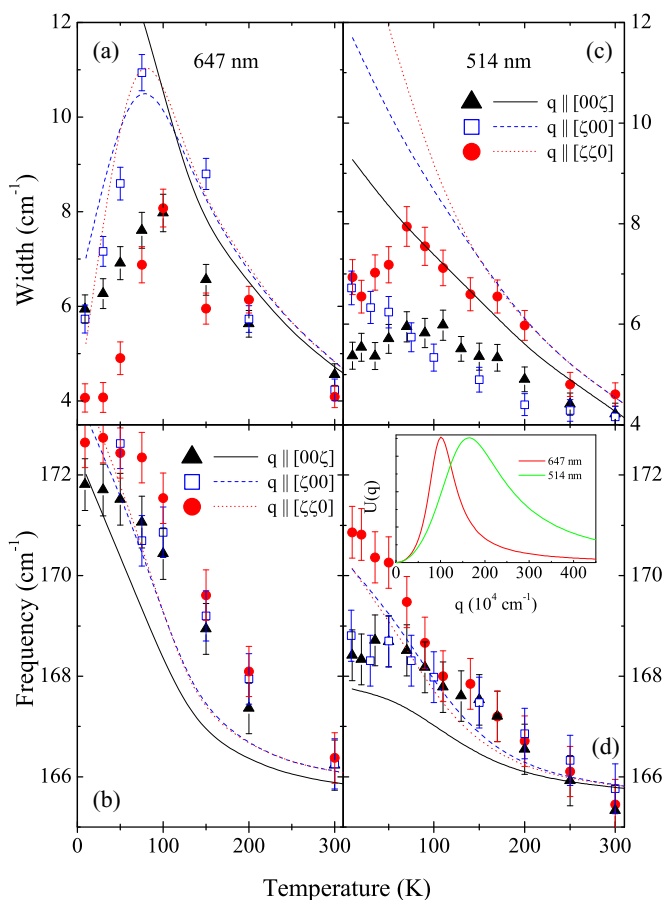 12
10
8
6
4
Width (cm⁻¹)
(a)
647 nm
(c)
514 nm
q || [00ζ]
q || [ζ00]
q || [ζζ0]
12
10
8
6
4
172
170
168
166
Frequency (cm⁻¹)
q || [00ζ]
q || [ζ00]
q || [ζζ0]
(b)
U(q)
647 nm
514 nm
0 100 200 300 400
q (10⁴ cm⁻¹)
(d)
172
170
168
166
0 100 200 300
0 100 200 300
Temperature (K)